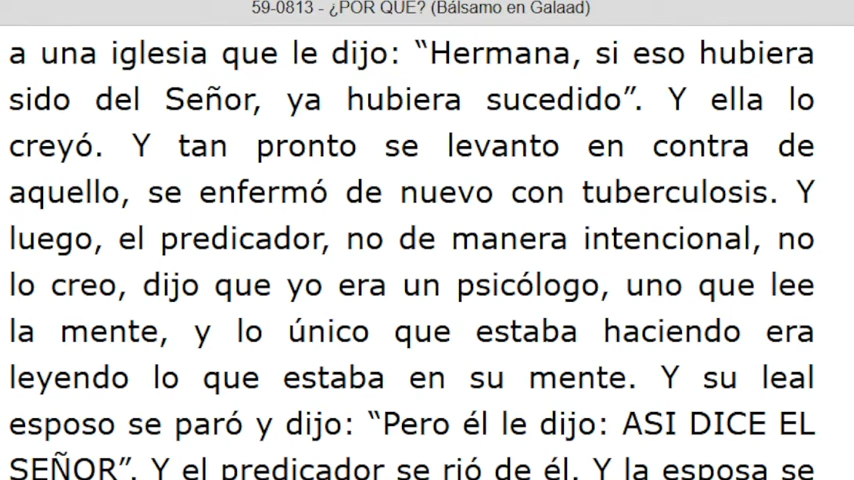 59-0813 - ¿POR QUE? (Bálsamo en Galaad)
a una iglesia que le dijo: “Hermana, si eso hubiera
sido del Señor, ya hubiera sucedido”. Y ella lo
creyó. Y tan pronto se levanto en contra de
aquello, se enfermó de nuevo con tuberculosis. Y
luego, el predicador, no de manera intencional, no
lo creo, dijo que yo era un psicólogo, uno que lee
la mente, y lo único que estaba haciendo era
leyendo lo que estaba en su mente. Y su leal
esposo se paró y dijo: “Pero él le dijo: ASI DICE EL
SEÑOR”. Y el predicador se rió de él. Y la esposa se